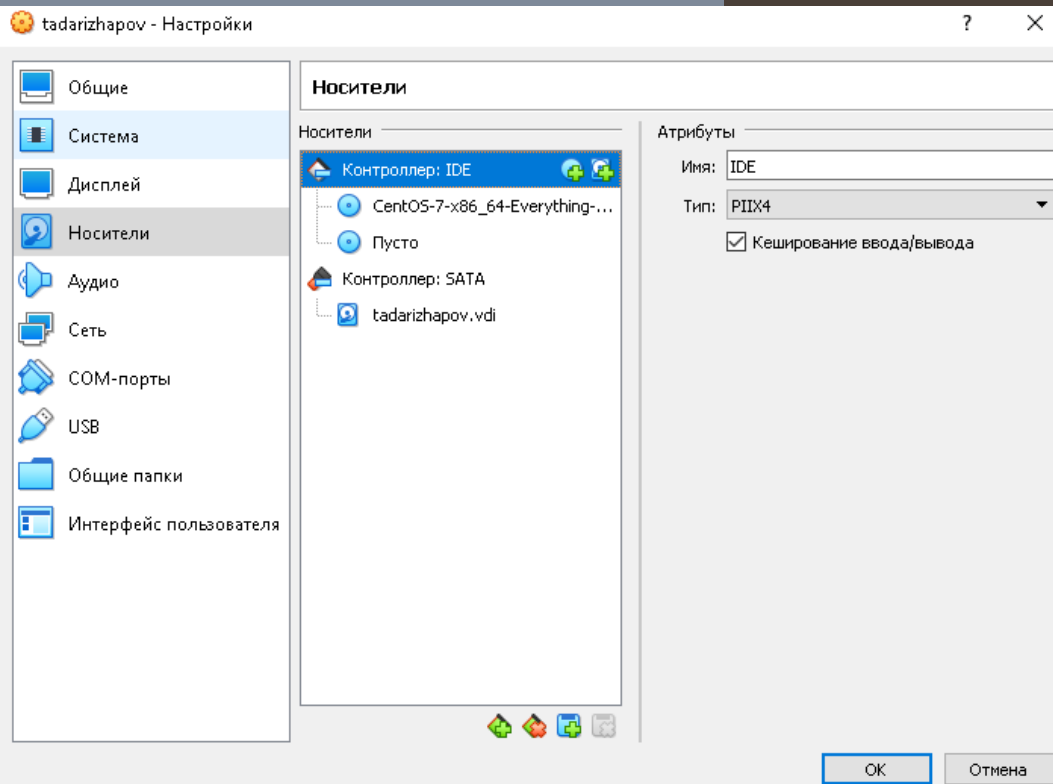 tadarizhapov - Настройки
?
Общие
Система
Дисплей
Носители
Аудио
Сеть
COM-порты
USB
Общие папки
Интерфейс пользователя
Носители
Носители
Контроллер: IDE
CentOS-7-x86_64-Everything-...
Пусто
Контроллер: SATA
tadarizhapov.vdi
Атрибуты
Имя: IDE
Тип: PIIX4
Кеширование ввода/вывода
OK
Отмена